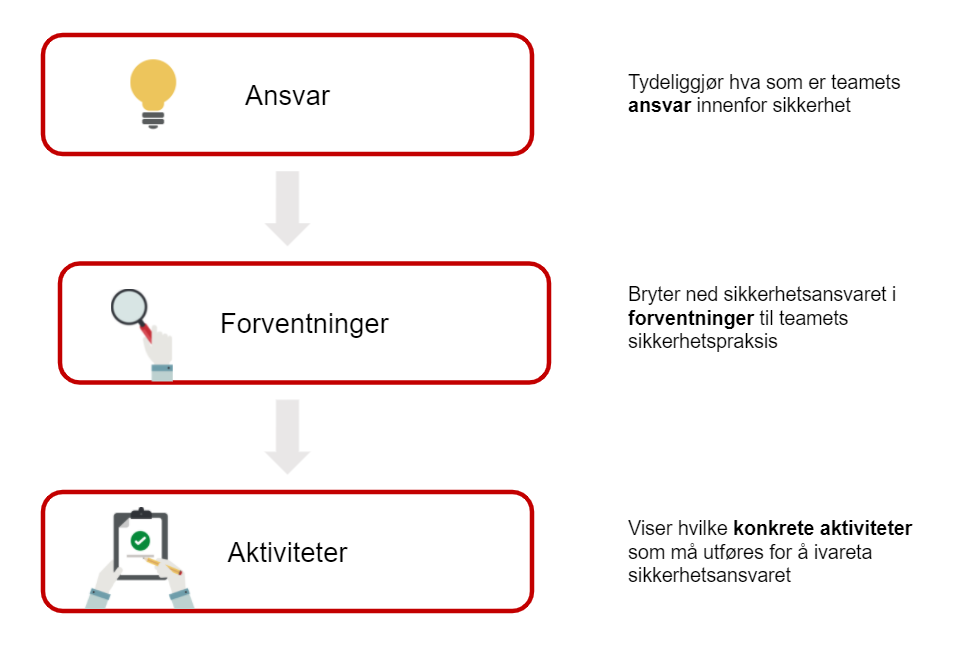 Ansvar
Tydeliggjør hva som er teamets
ansvar innenfor sikkerhet
Forventninger
Bryter ned sikkerhetsansvaret i
forventninger til teamets
sikkerhetspraksis
Aktiviteter
Viser hvilke konkrete aktiviteter
som må utføres for å ivareta
sikkerhetsansvaret